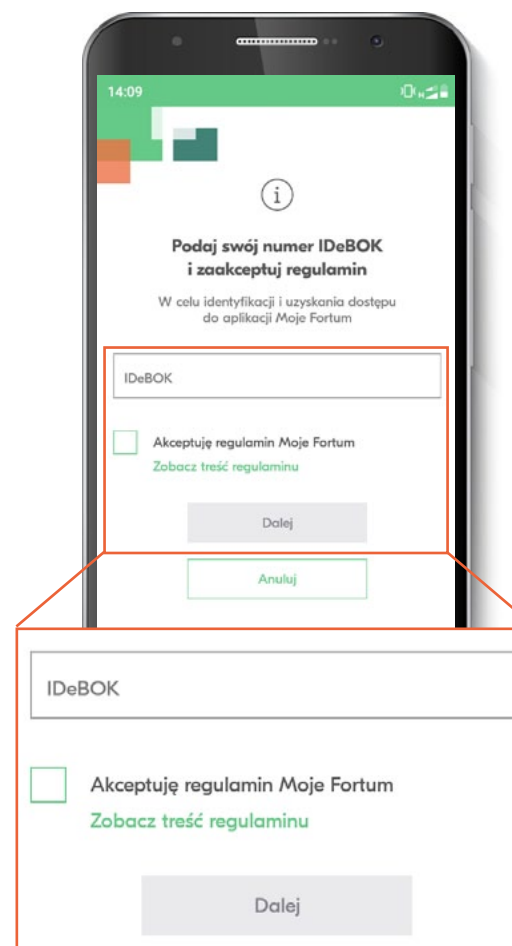 14:09
H
i
Podaj swój numer IDeBOK
i zaakceptuj regulamin
W celu identyfikacji i uzyskania dostępu
do aplikacji Moje Fortum
IDeBOK
Akceptuję regulamin Moje Fortum
Zobacz treść regulaminu
Dalej
Anuluj
IDeBOK
Akceptuję regulamin Moje Fortum
Zobacz treść regulaminu
Dalej